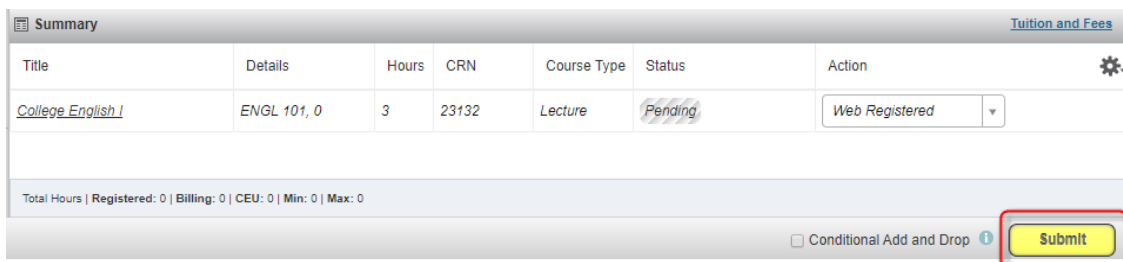 Summary Tuition and Fees
Title Details Hours CRN Course Type Status Action
College English I ENGL 101, 0 3 23132 Lecture Pending Web Registered
Total Hours | Registered: 0 | Billing: 0 | CEU: 0 | Min: 0 | Max: 0
Conditional Add and Drop Submit